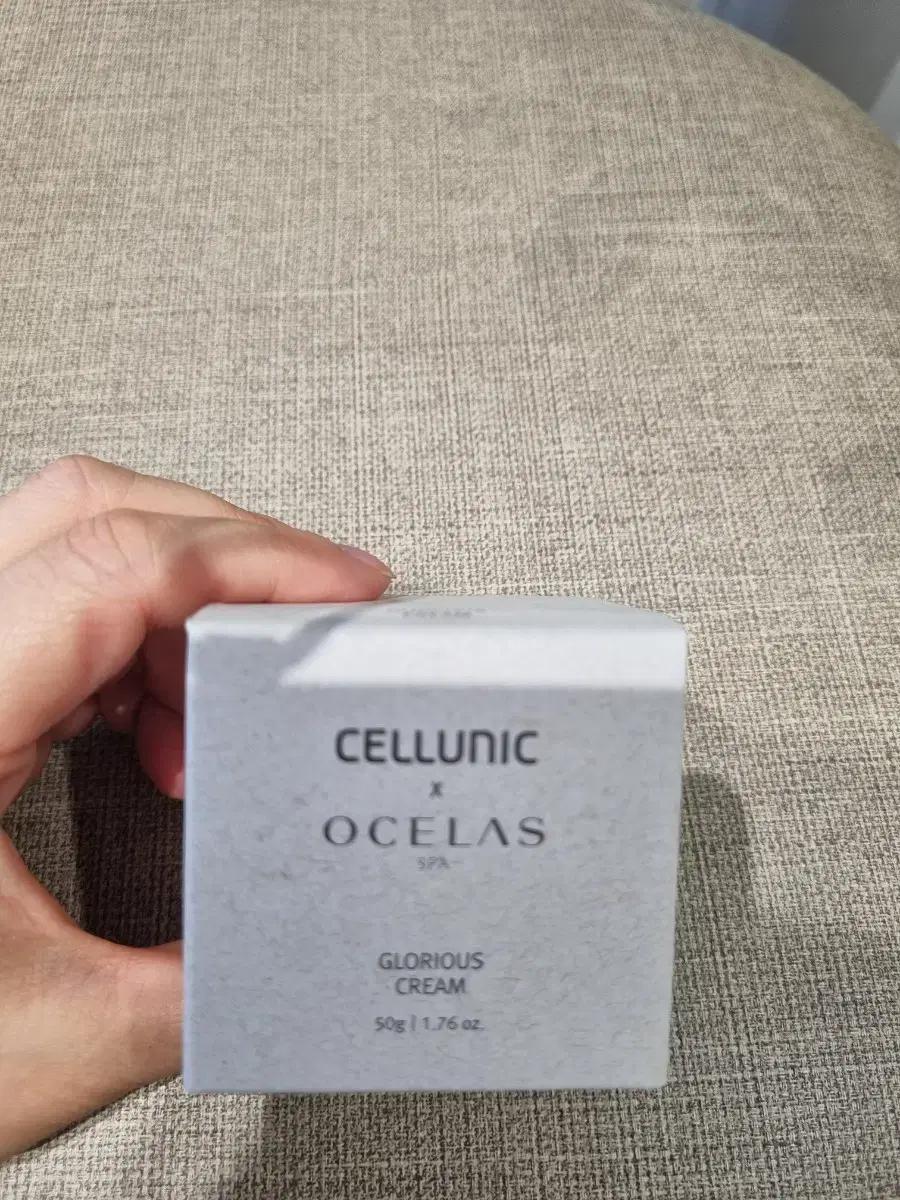 CELLUNIC
X
OCELAS
SPA
GLORIOUS
CREAM
50g | 1.76 oz.